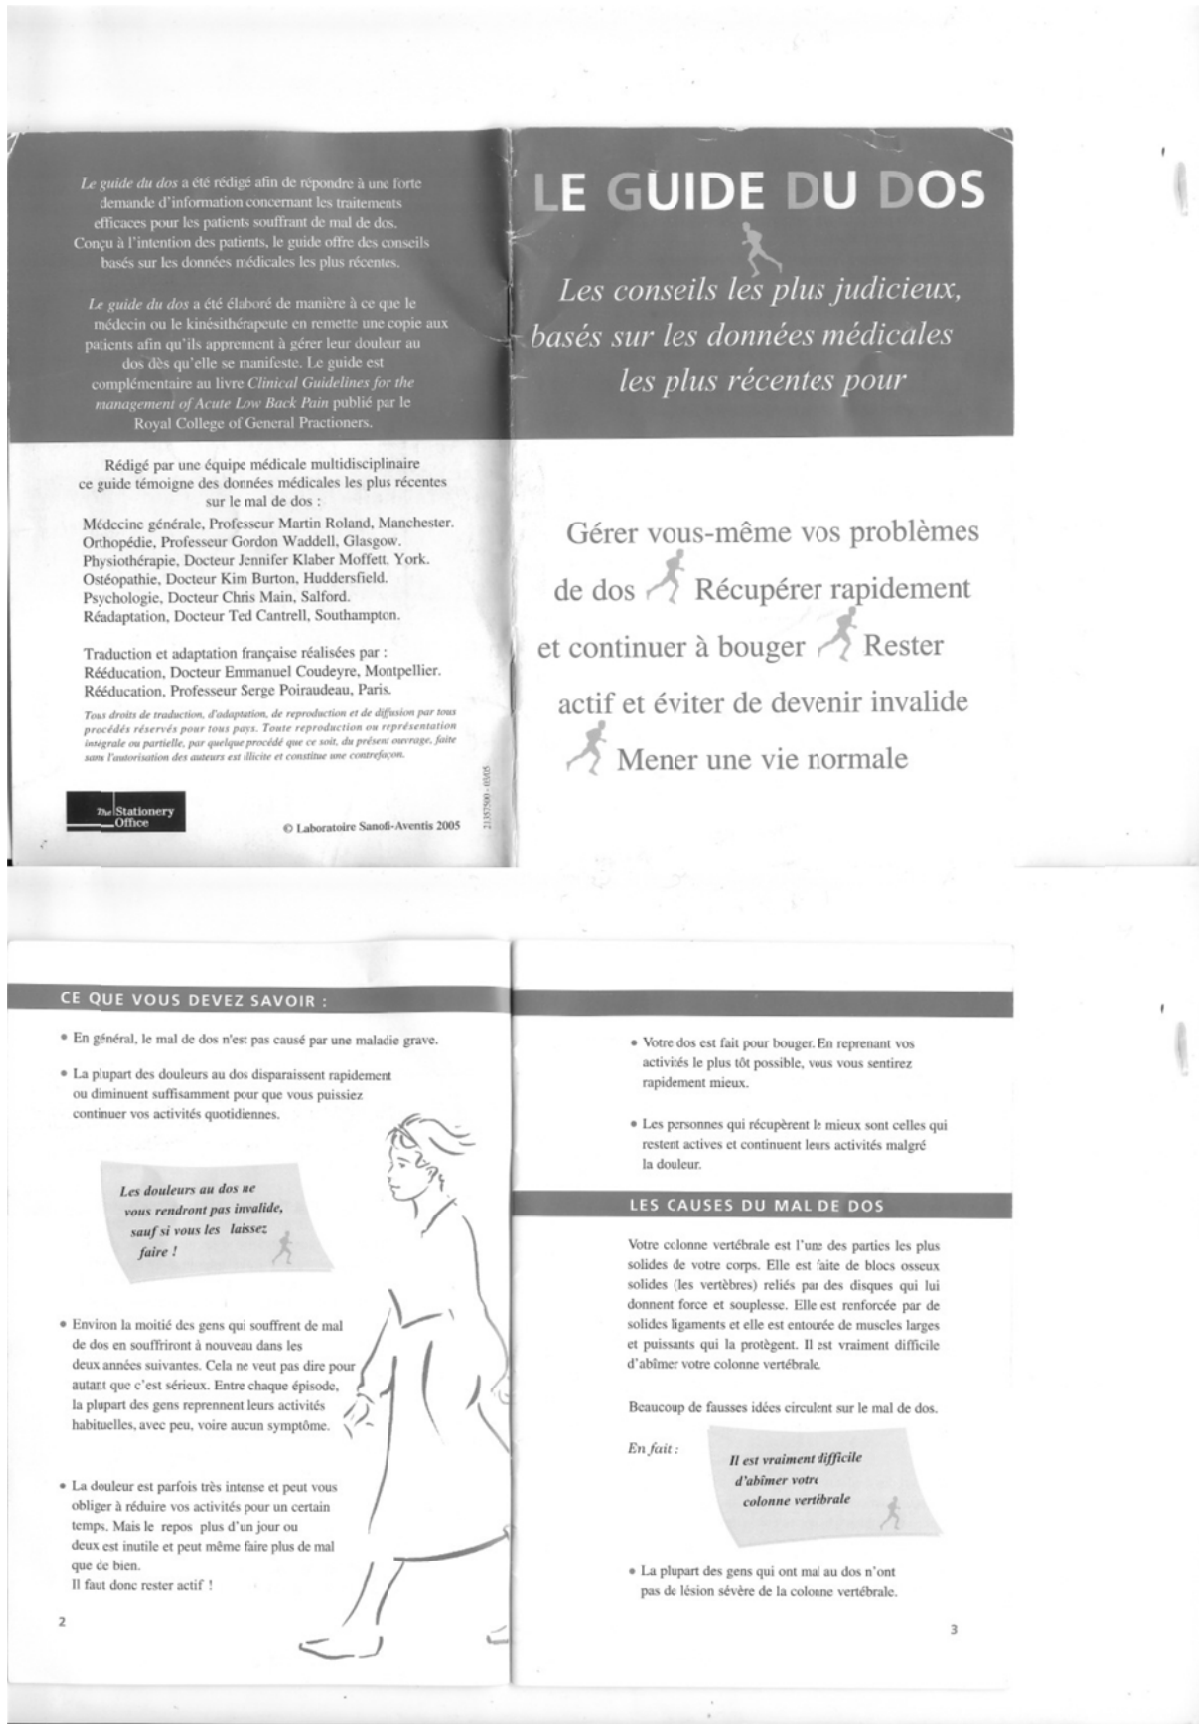 Le guide du dos a été rédigé afin de répondre à une forte
demande d'information concernant les traitements
efficaces pour les patients souffrant de mal de dos.
Conçu à l'intention des patients, le guide offre des conseils
basés sur les données médicales les plus récentes.
Le guide du dos a été élaboré de manière à ce que le
médecin ou le kinésithérapeute en remette une copie aux
patients afin qu'ils apprennent à gérer leur douleur au
dos dès qu'elle se manifeste. Le guide est
complémentaire au livre Clinical Guidelines for the
management of Acute Low Back Pain publié par le
Royal College of General Practioners.
Rédigé par une équipe médicale multidisciplinaire
ce guide témoigne des données médicales les plus récentes
sur le mal de dos :
Médecine générale, Professeur Martin Roland, Manchester.
Orthopédie, Professeur Gordon Waddell, Glasgow.
Physiothérapie, Docteur Jennifer Klaber Moffett, York.
Ostéopathie, Docteur Kim Burton, Huddersfield.
Psychologie, Docteur Chris Main, Salford.
Réadaptation, Docteur Ted Cantrell, Southampton.
Traduction et adaptation française réalisées par :
Rééducation, Docteur Emmanuel Coudeyre, Montpellier.
Rééducation, Professeur Serge Poiraudeau, Paris.
Tous droits de traduction, d'adaptation, de reproduction et de diffusion par tous
procédés réservés pour tous pays. Toute reproduction ou représentation
intégrale ou partielle, par quelque procédé que ce soit, du présent ouvrage, faite
sans l'autorisation des auteurs est illicite et constitue une contrefaçon.
The Stationery
Office
© Laboratoire Sanofi-Aventis 2005
21357500 - 03/05
LE GUIDE DU DOS
Les conseils les plus judicieux,
basés sur les données médicales
les plus récentes pour
Gérer vous-même vos problèmes
de dos Récupérer rapidement
et continuer à bouger Rester
actif et éviter de devenir invalide
Mener une vie normale
CE QUE VOUS DEVEZ SAVOIR :
• En général, le mal de dos n'est pas causé par une maladie grave.
• La plupart des douleurs au dos disparaissent rapidement
ou diminuent suffisamment pour que vous puissiez
continuer vos activités quotidiennes.
Les douleurs au dos ne
vous rendront pas invalide,
sauf si vous les laissez
faire !
• Environ la moitié des gens qui souffrent de mal
de dos en souffriront à nouveau dans les
deux années suivantes. Cela ne veut pas dire pour
autant que c'est sérieux. Entre chaque épisode,
la plupart des gens reprennent leurs activités
habituelles, avec peu, voire aucun symptôme.
• La douleur est parfois très intense et peut vous
obliger à réduire vos activités pour un certain
temps. Mais le repos plus d'un jour ou
deux est inutile et peut même faire plus de mal
que de bien.
Il faut donc rester actif !
2
• Votre dos est fait pour bouger. En reprenant vos
activités le plus tôt possible, vous vous sentirez
rapidement mieux.
• Les personnes qui récupèrent le mieux sont celles qui
restent actives et continuent leurs activités malgré
la douleur.
LES CAUSES DU MAL DE DOS
Votre colonne vertébrale est l'une des parties les plus
solides de votre corps. Elle est faite de blocs osseux
solides (les vertèbres) reliés par des disques qui lui
donnent force et souplesse. Elle est renforcée par de
solides ligaments et elle est entourée de muscles larges
et puissants qui la protègent. Il est vraiment difficile
d'abîmer votre colonne vertébrale.
Beaucoup de fausses idées circulent sur le mal de dos.
En fait :
Il est vraiment difficile
d'abîmer votre
colonne vertibrale
• La plupart des gens qui ont mal au dos n'ont
pas de lésion sévère de la colonne vertébrale.
3